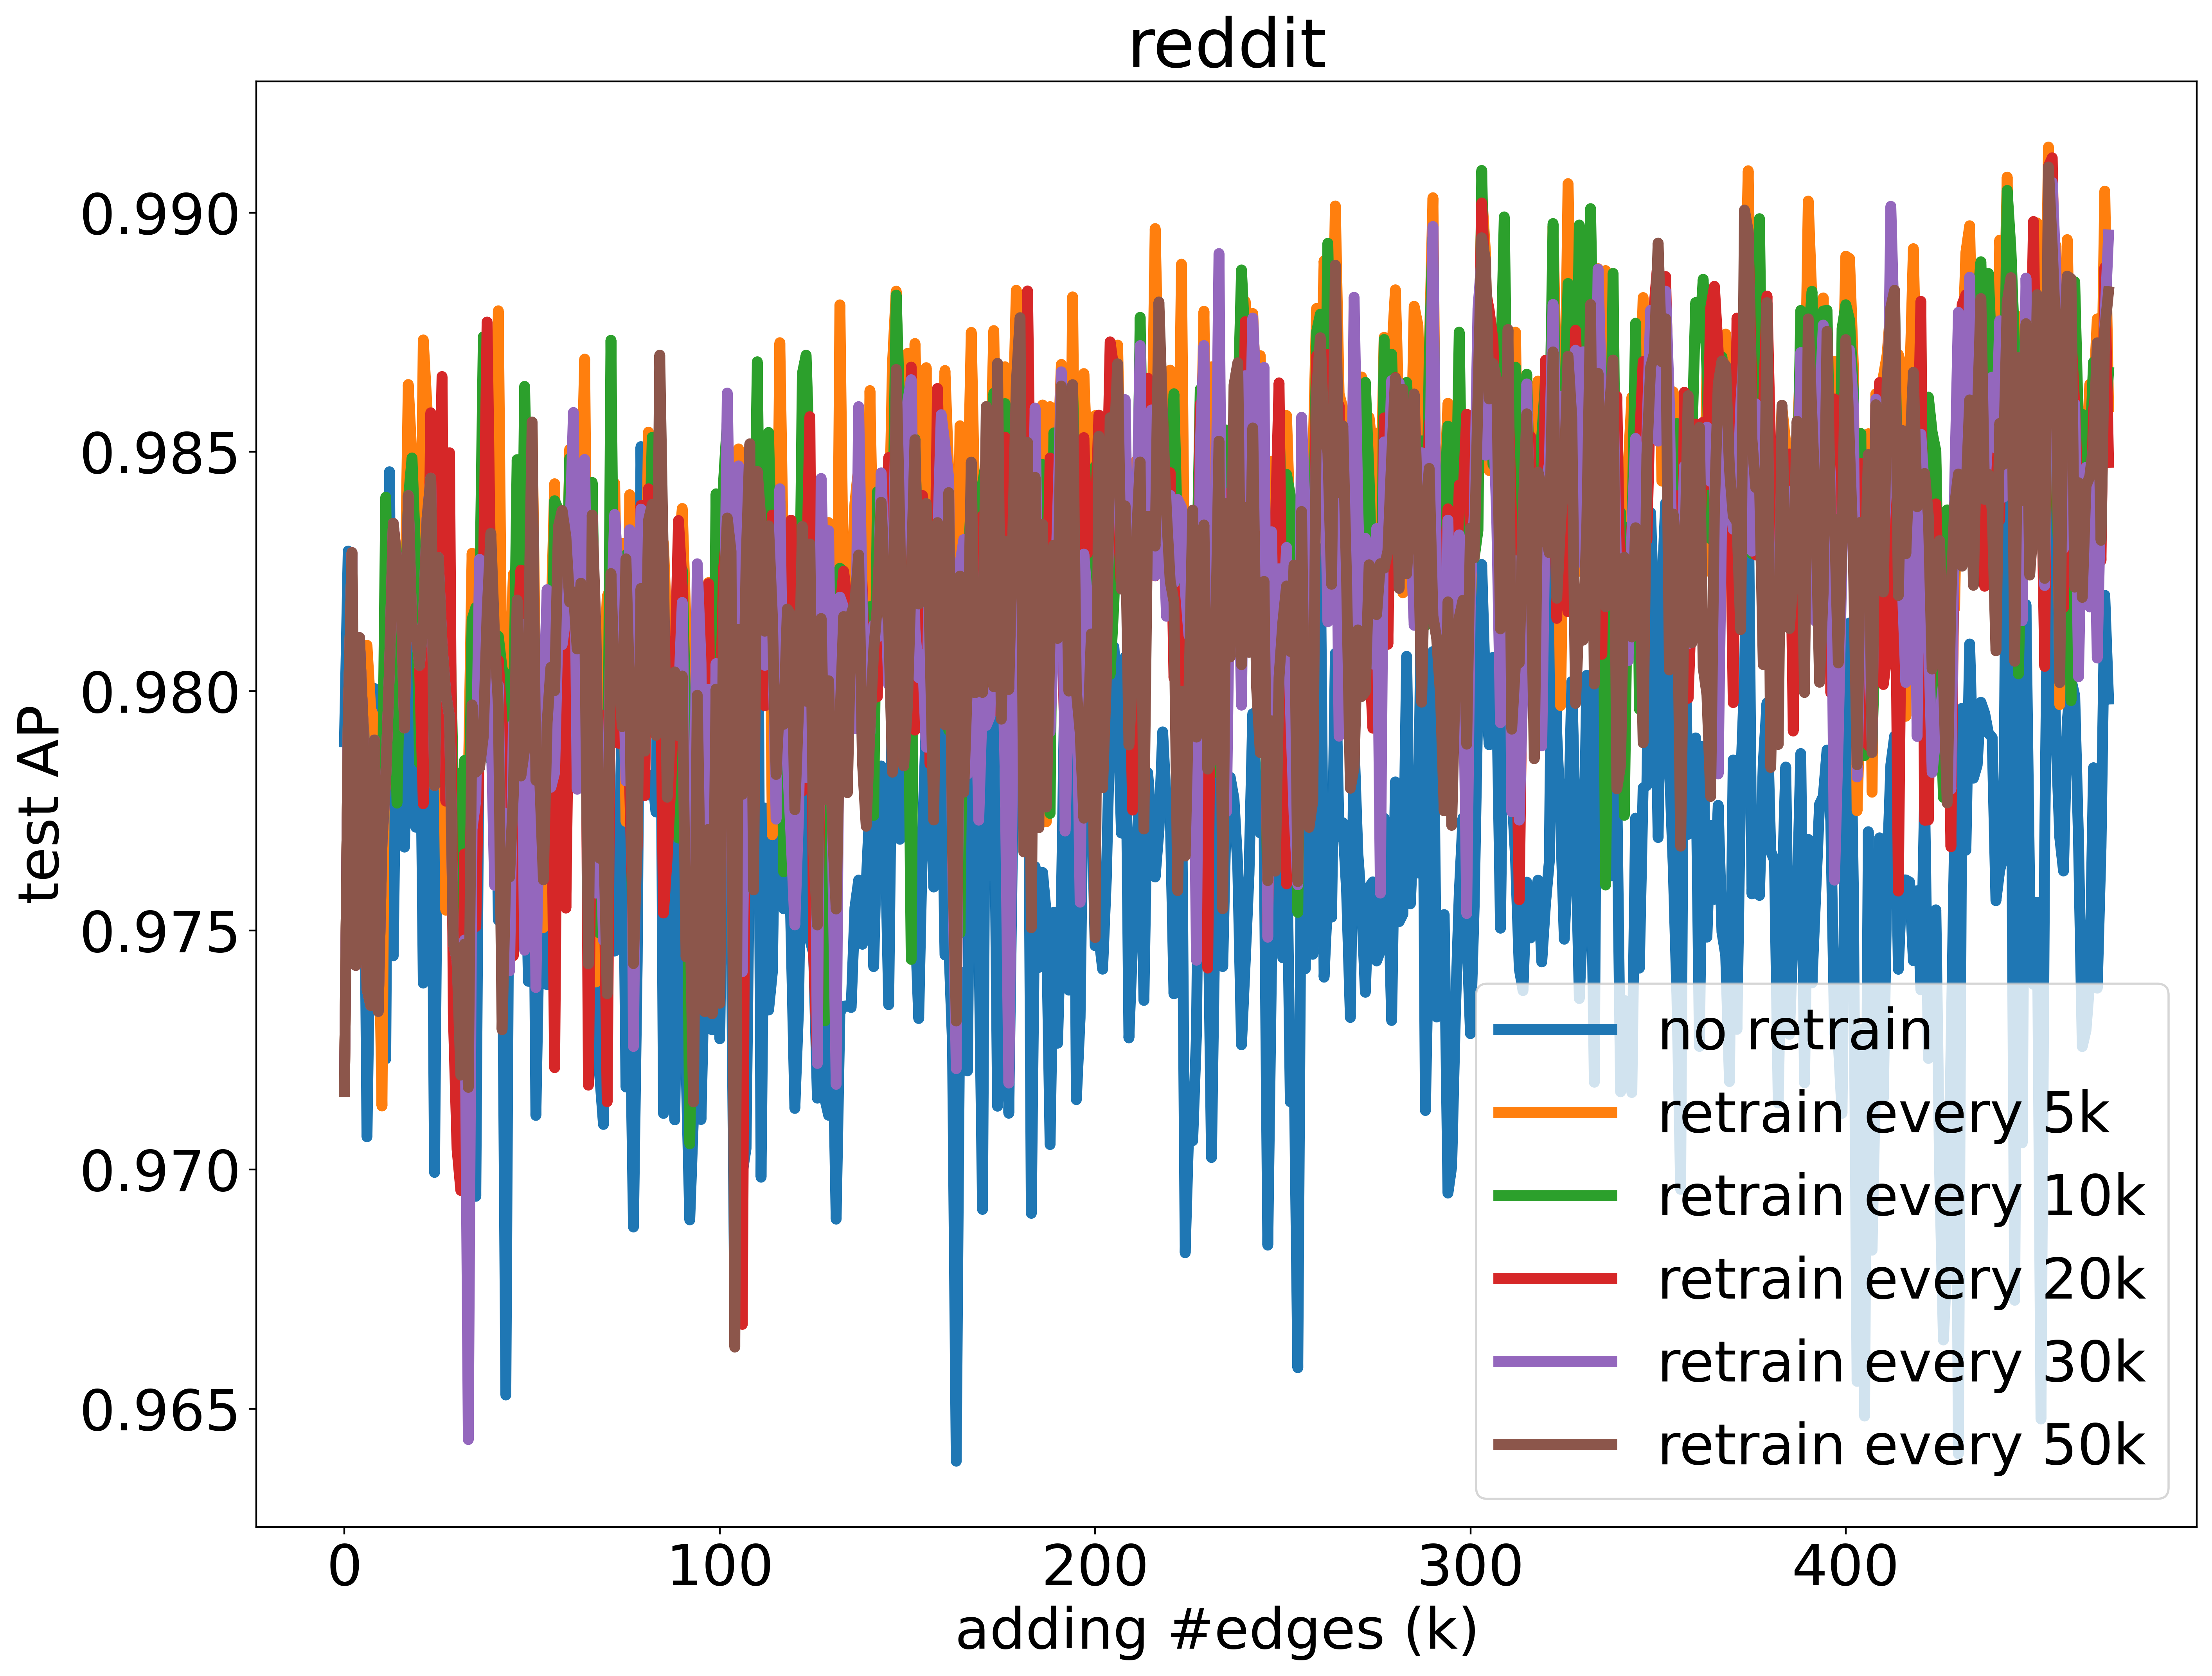 reddit
0.990
0.985
0.980
0.975
0.970
0.965
test AP
0
100
200
300
400
adding #edges (k)
no retrain
retrain every 5k
retrain every 10k
retrain every 20k
retrain every 30k
retrain every 50k